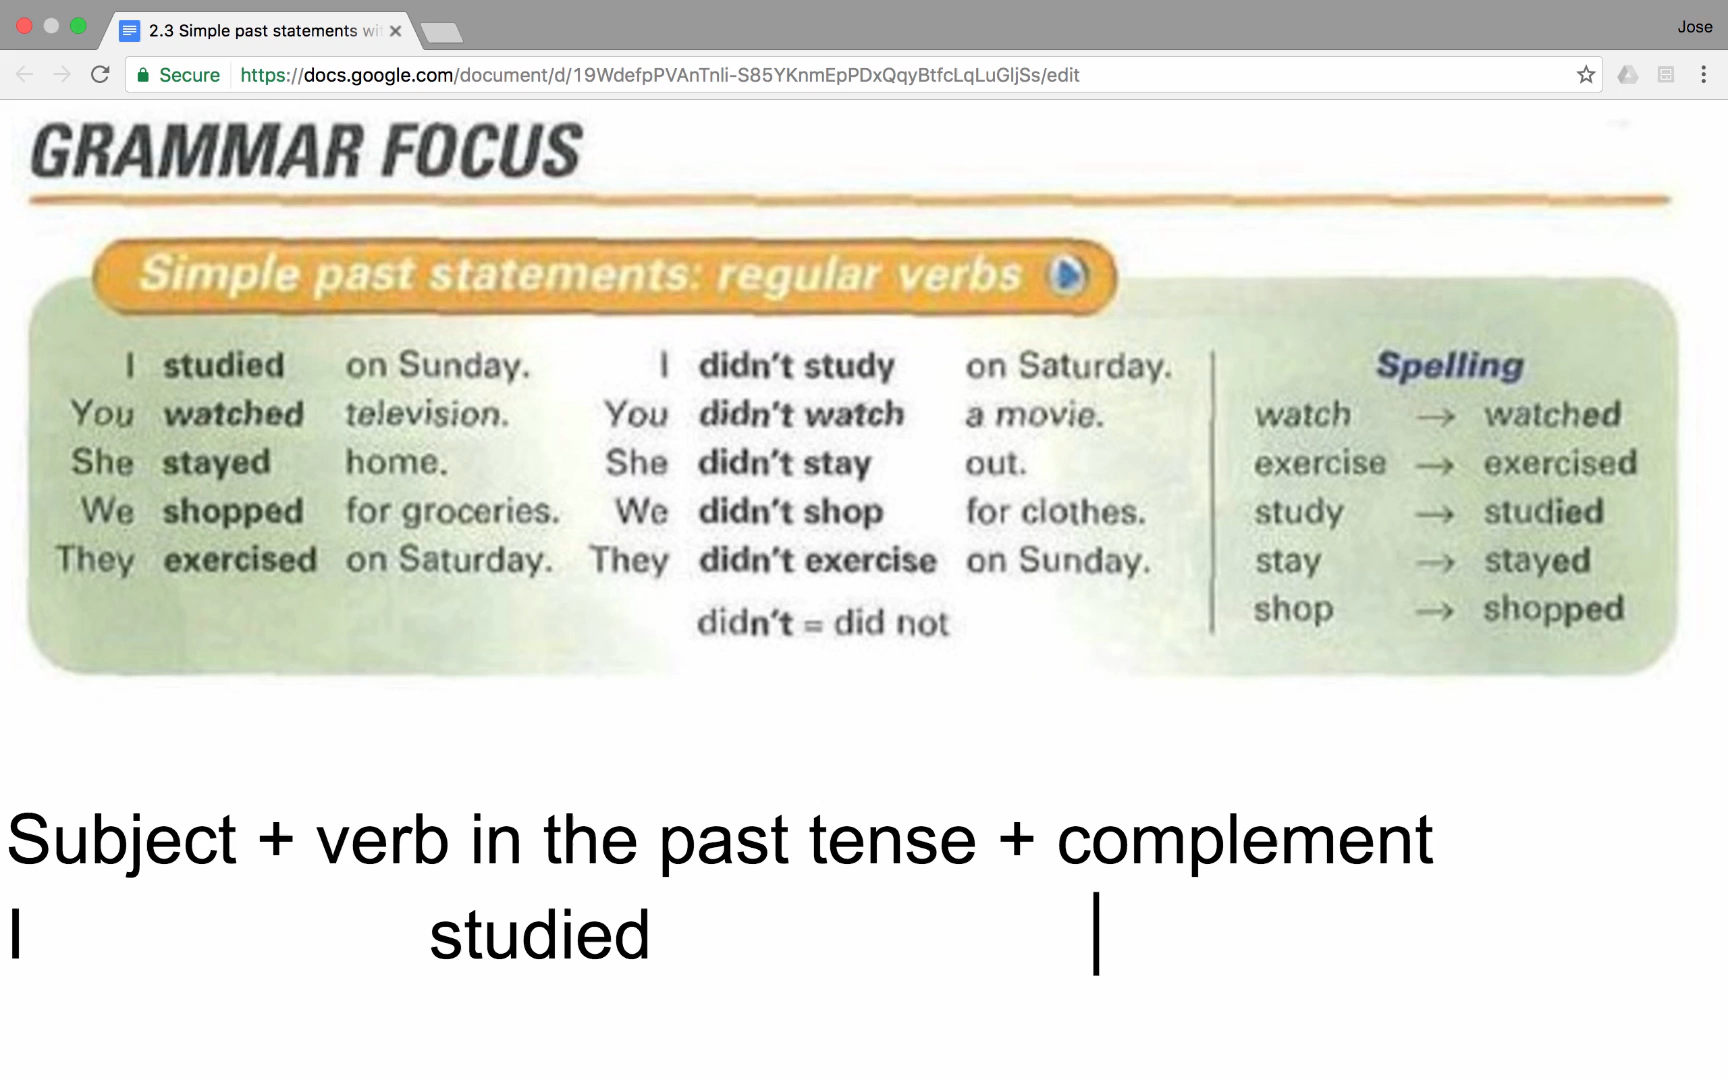 2.3 Simple past statements wi
Jose
Secure https://docs.google.com/document/d/19WdefpPVAnTnli-S85YKnmEpPDxQqyBtfcLqLuGljSs/edit
GRAMMAR FOCUS
Simple past statements: regular verbs
I studied on Sunday. I didn't study on Saturday. Spelling
You watched television. You didn't watch a movie. watch → watched
She stayed home. She didn't stay out. exercise → exercised
We shopped for groceries. We didn't shop for clothes. study → studied
They exercised on Saturday. They didn't exercise on Sunday. stay → stayed
didn't = did not shop → shopped
Subject + verb in the past tense + complement
I studied